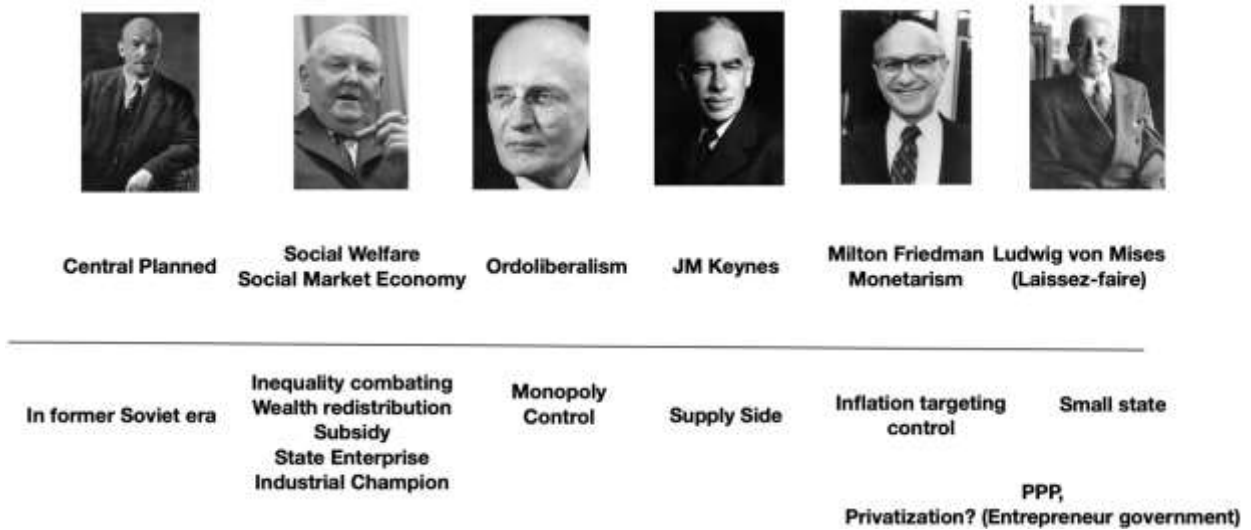 Central Planned
Social Welfare
Social Market Economy
Ordoliberalism
JM Keynes
Milton Friedman
Monetarism
Ludwig von Mises
(Laissez-faire)
In former Soviet era
Inequality combating
Wealth redistribution
Subsidy
State Enterprise
Industrial Champion
Monopoly
Control
Supply Side
Inflation targeting
control
Small state
PPP,
Privatization? (Entrepreneur government)